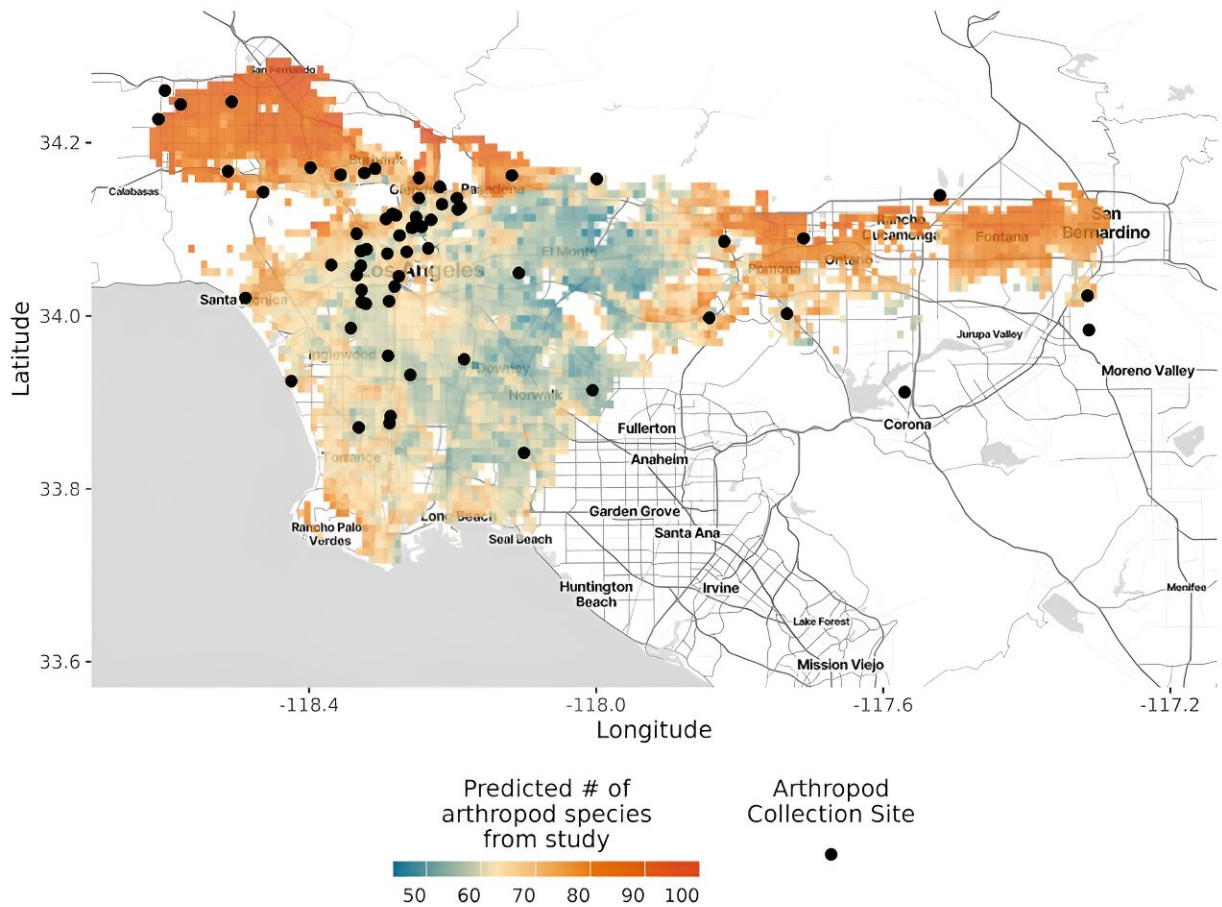 San Fernando
34.2
Burbank
Calabasas
Glendale
Pasadena
Rancho
Cucamonga
San
Bernardino
El Monte
Fontana
Los Angeles
Pomona
Ontario
Santa Monica
34.0
Jurupa Valley
Inglewood
Downey
Moreno Valley
Norwalk
Fullerton
Corona
Anaheim
Torrance
33.8
Long Beach
Garden Grove
Rancho Palos
Verdes
Seal Beach
Santa Ana
Huntington
Beach
Irvine
Menifee
Lake Forest
33.6
Mission Viejo
Latitude
-118.4
-118.0
-117.6
-117.2
Longitude
Predicted # of
arthropod species
from study
50 60 70 80 90 100
Arthropod
Collection Site